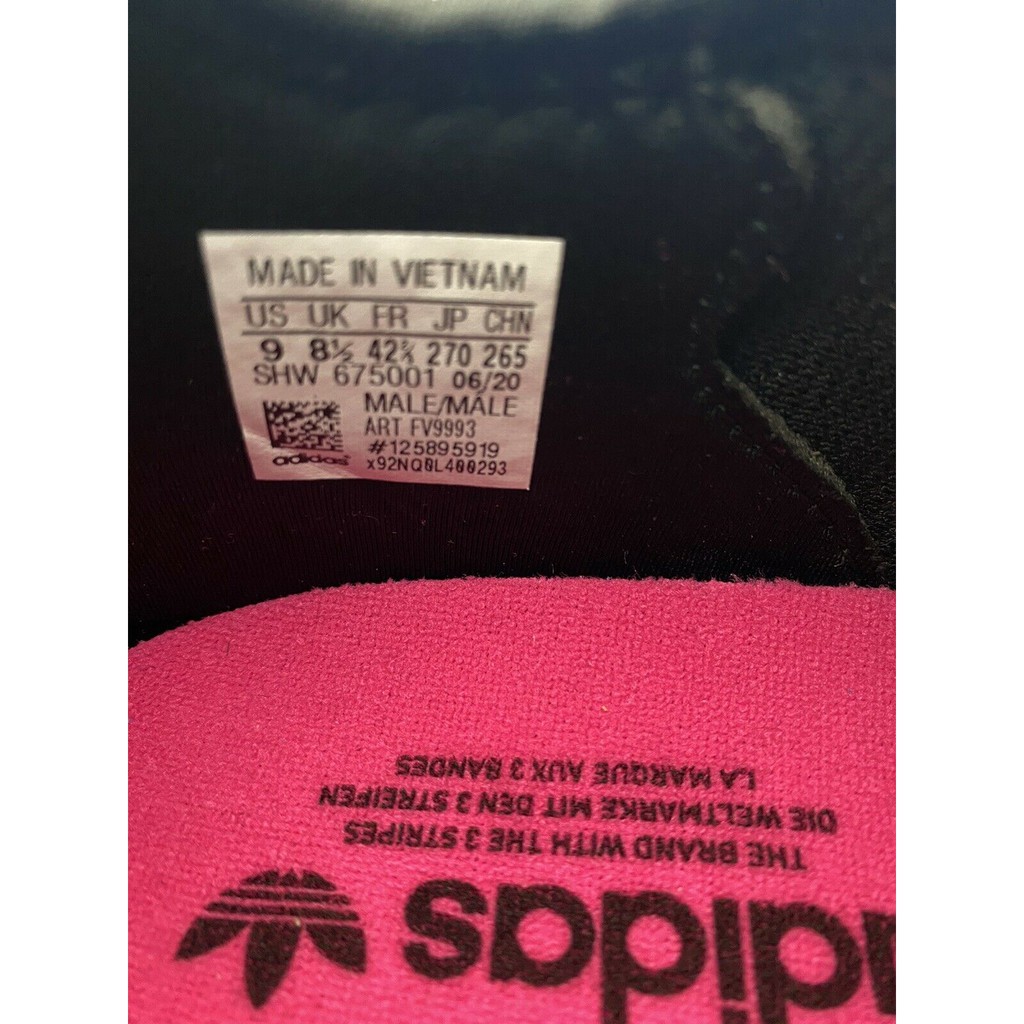 MADE IN VIETNAM
US UK FR JP CHN
9 8½ 42⅔ 270 265
SHW 675001 06/20
MALE/MÁLE
ART FV9993
#125895919
adidas x92NQ0L400293
adidas
THE BRAND WITH THE 3 STRIPES
DIE WELTMARKE MIT DEN 3 STREIFEN
LA MARQUE AUX 3 BANDES